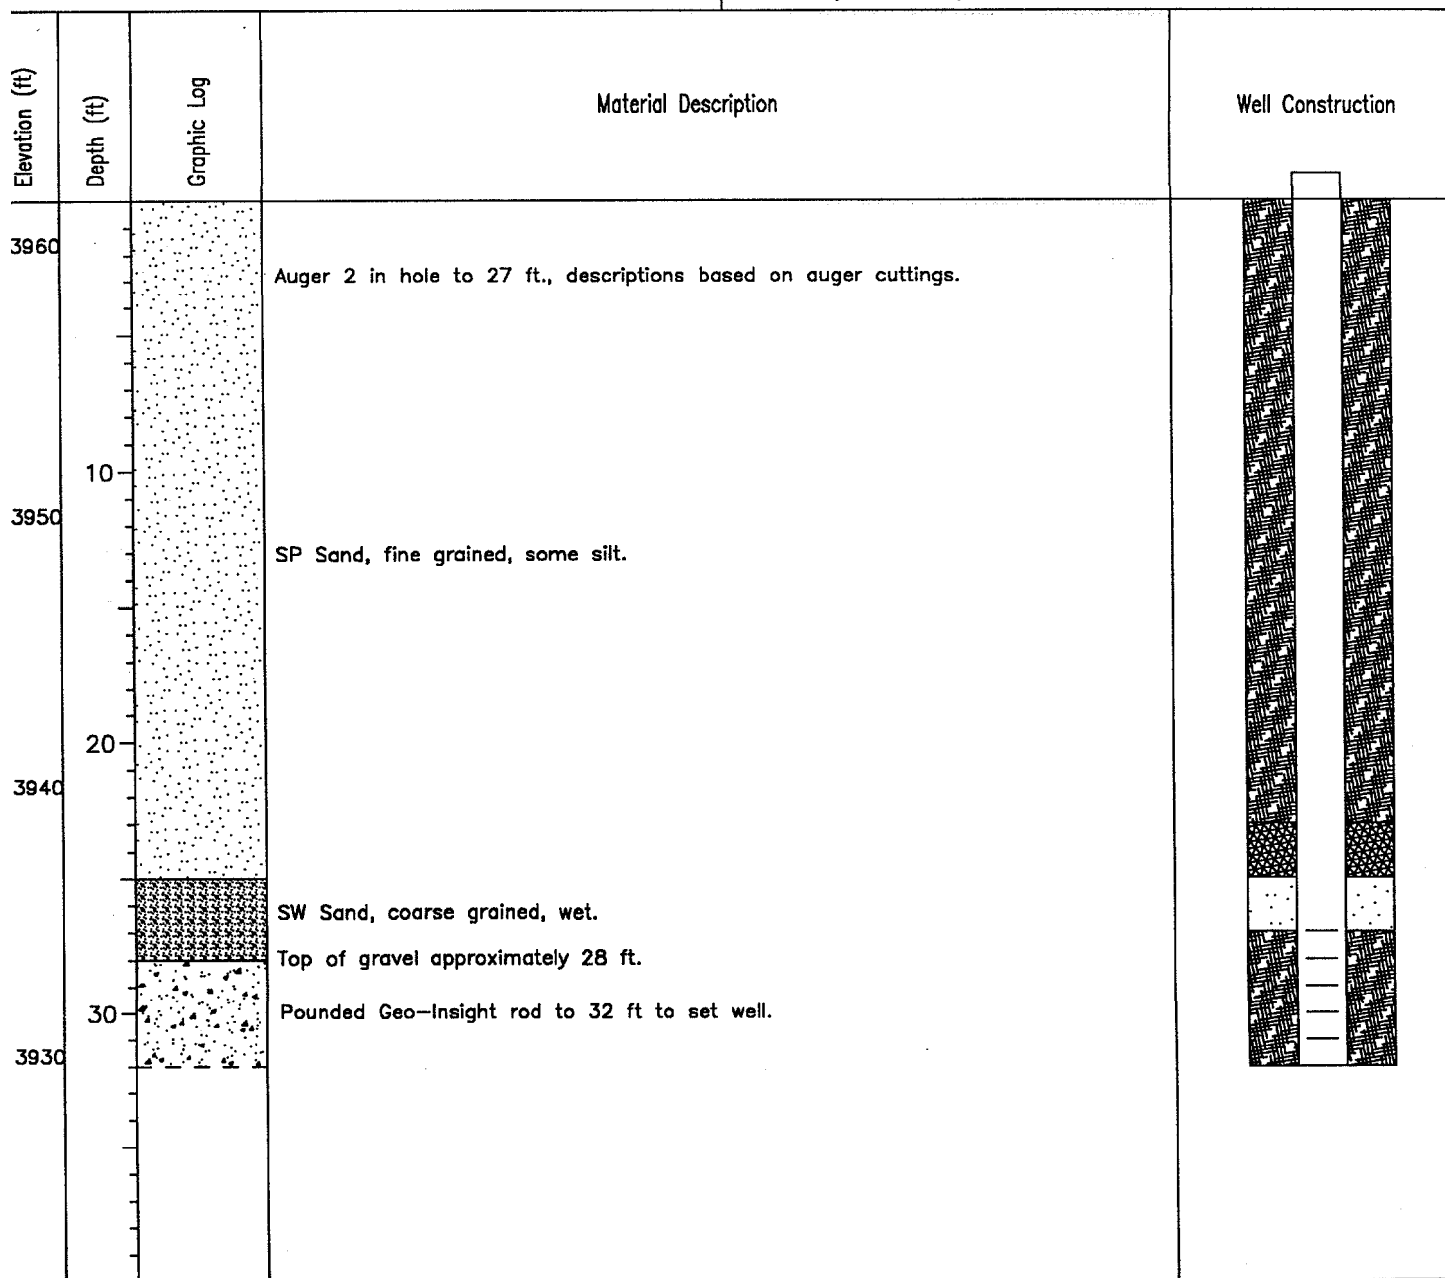 Elevation (ft)
Depth (ft)
Graphic Log
Material Description
Well Construction
3960
Auger 2 in hole to 27 ft., descriptions based on auger cuttings.
10
3950
SP Sand, fine grained, some silt.
20
3940
SW Sand, coarse grained, wet.
Top of gravel approximately 28 ft.
30
Pounded Geo-Insight rod to 32 ft to set well.
3930